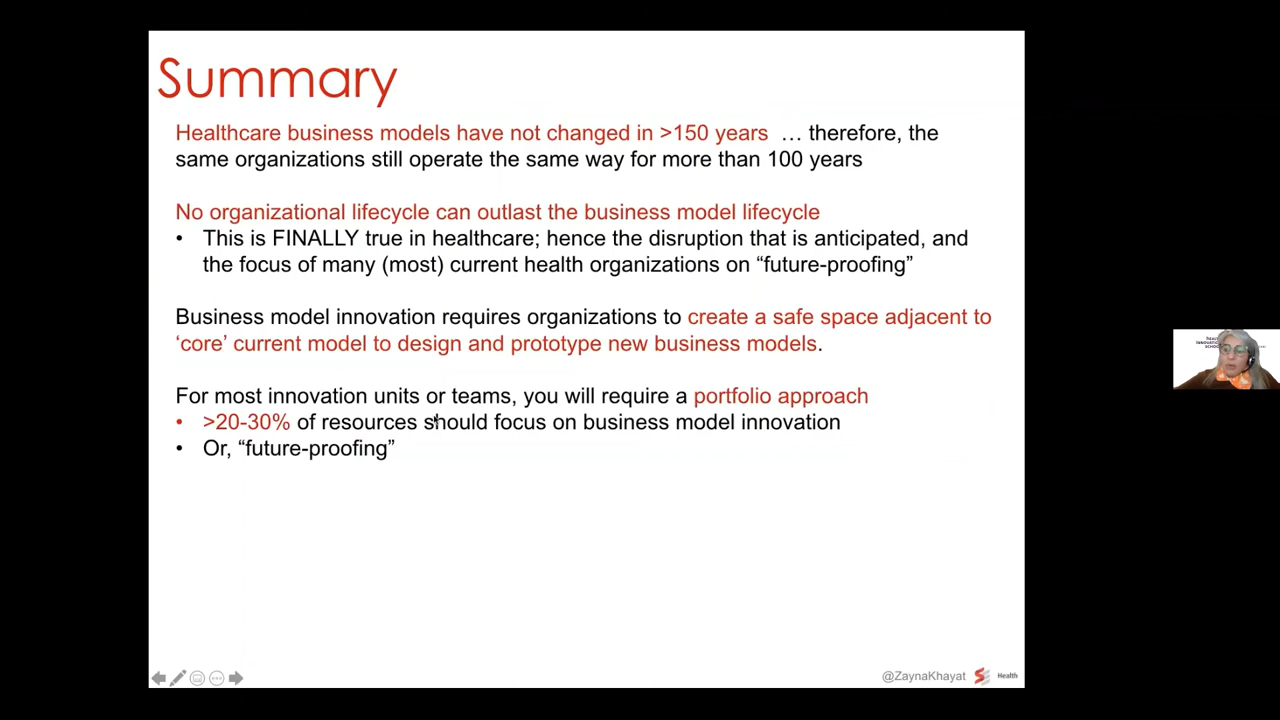 Summary
Healthcare business models have not changed in >150 years … therefore, the
same organizations still operate the same way for more than 100 years
No organizational lifecycle can outlast the business model lifecycle
• This is FINALLY true in healthcare; hence the disruption that is anticipated, and
the focus of many (most) current health organizations on “future-proofing”
Business model innovation requires organizations to create a safe space adjacent to
‘core’ current model to design and prototype new business models.
For most innovation units or teams, you will require a portfolio approach
• >20-30% of resources should focus on business model innovation
• Or, “future-proofing”
@ZaynaKhayat
Health